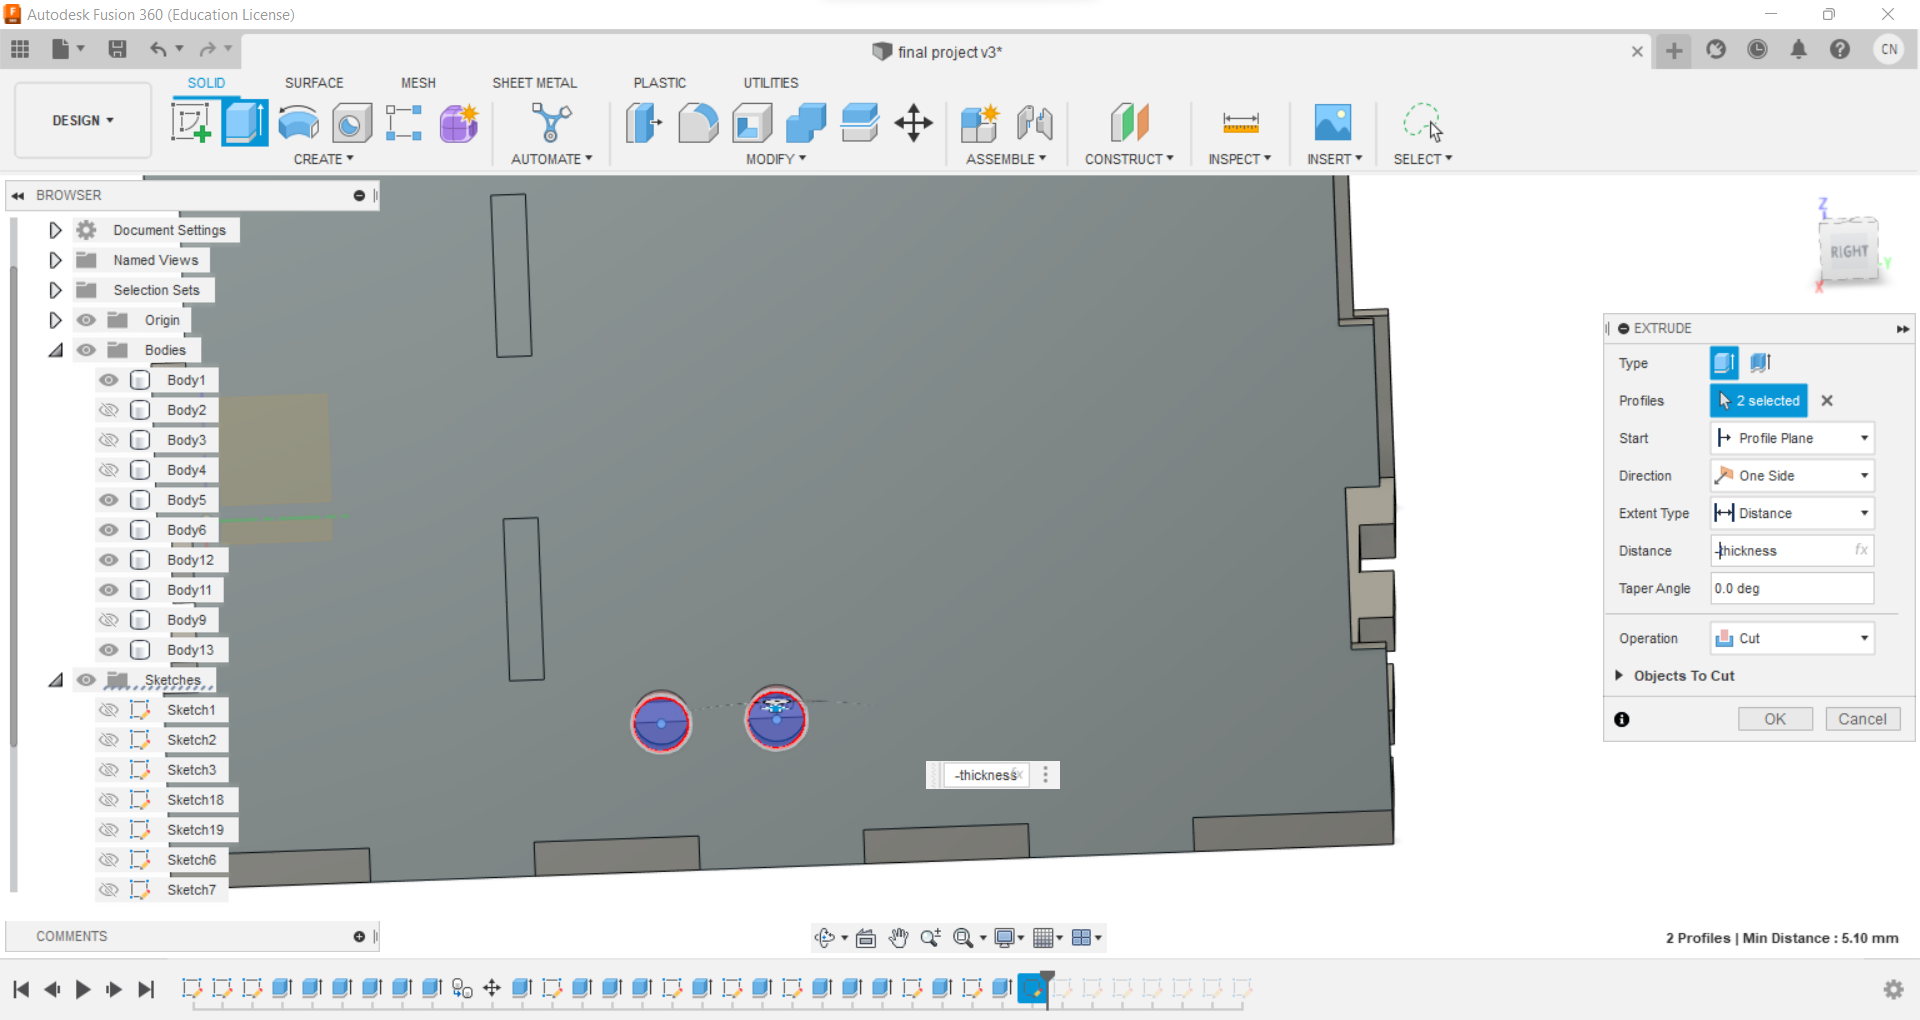 Autodesk Fusion 360 (Education License)
final project v3*
CN
DESIGN
SOLID
SURFACE
MESH
SHEET METAL
PLASTIC
UTILITIES
CREATE
AUTOMATE
MODIFY
ASSEMBLE
CONSTRUCT
INSPECT
INSERT
SELECT
BROWSER
Document Settings
Named Views
Selection Sets
Origin
Bodies
Body1
Body2
Body3
Body4
Body5
Body6
Body12
Body11
Body9
Body13
Sketches
Sketch1
Sketch2
Sketch3
Sketch18
Sketch19
Sketch6
Sketch7
-thickness
Z
RIGHT
Y
X
EXTRUDE
Type
Profiles
2 selected
Start
Profile Plane
Direction
One Side
Extent Type
Distance
Distance
-thickness
fx
Taper Angle
0.0 deg
Operation
Cut
Objects To Cut
OK
Cancel
COMMENTS
2 Profiles | Min Distance : 5.10 mm